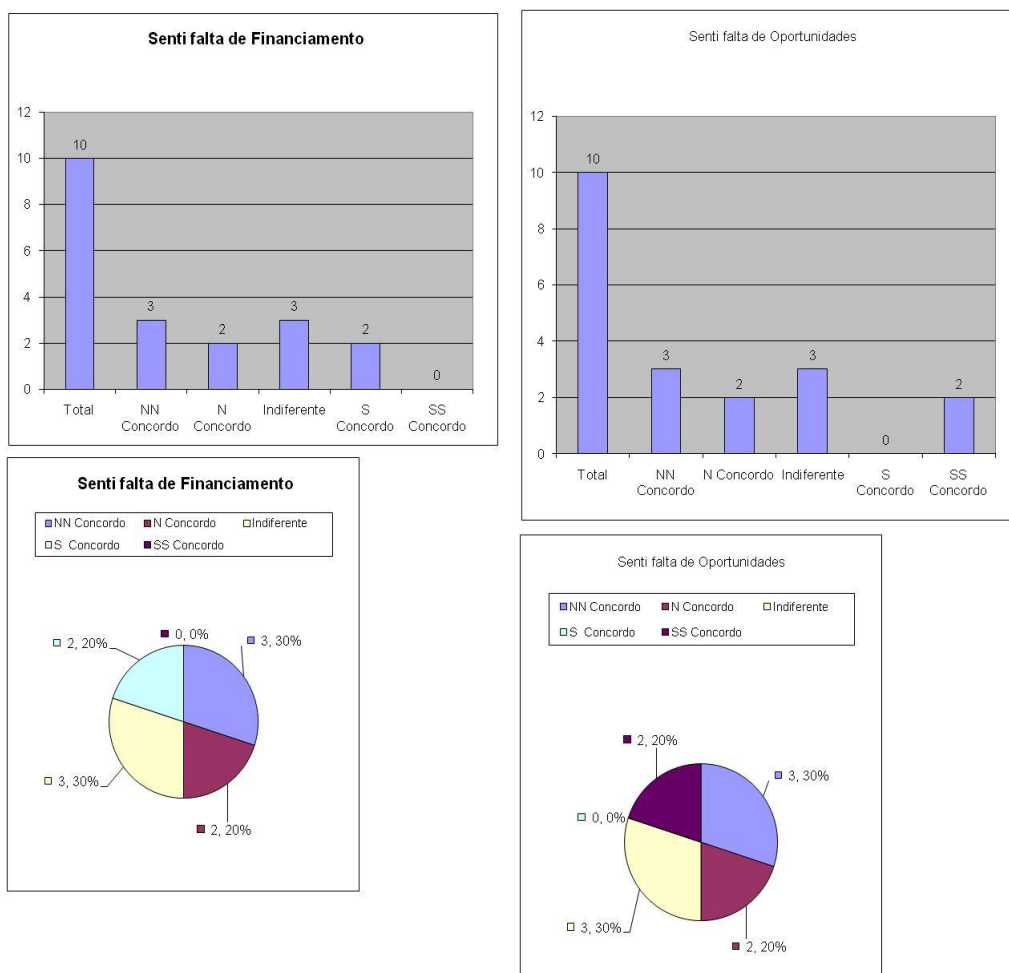 Senti falta de Financiamento
12
10
8
6
4
2
0
10
3
2
3
2
0
Total
NN
Concordo
N
Concordo
Indiferente
S
Concordo
SS
Concordo
Senti falta de Oportunidades
12
10
8
6
4
2
0
10
3
2
3
0
2
Total
NN
Concordo
N Concordo
Indiferente
S
Concordo
SS
Concordo
Senti falta de Financiamento
NN Concordo N Concordo Indiferente
S Concordo SS Concordo
0, 0%
2, 20%
3, 30%
3, 30%
2, 20%
Senti falta de Oportunidades
NN Concordo N Concordo Indiferente
S Concordo SS Concordo
2, 20%
3, 30%
0, 0%
3, 30%
2, 20%